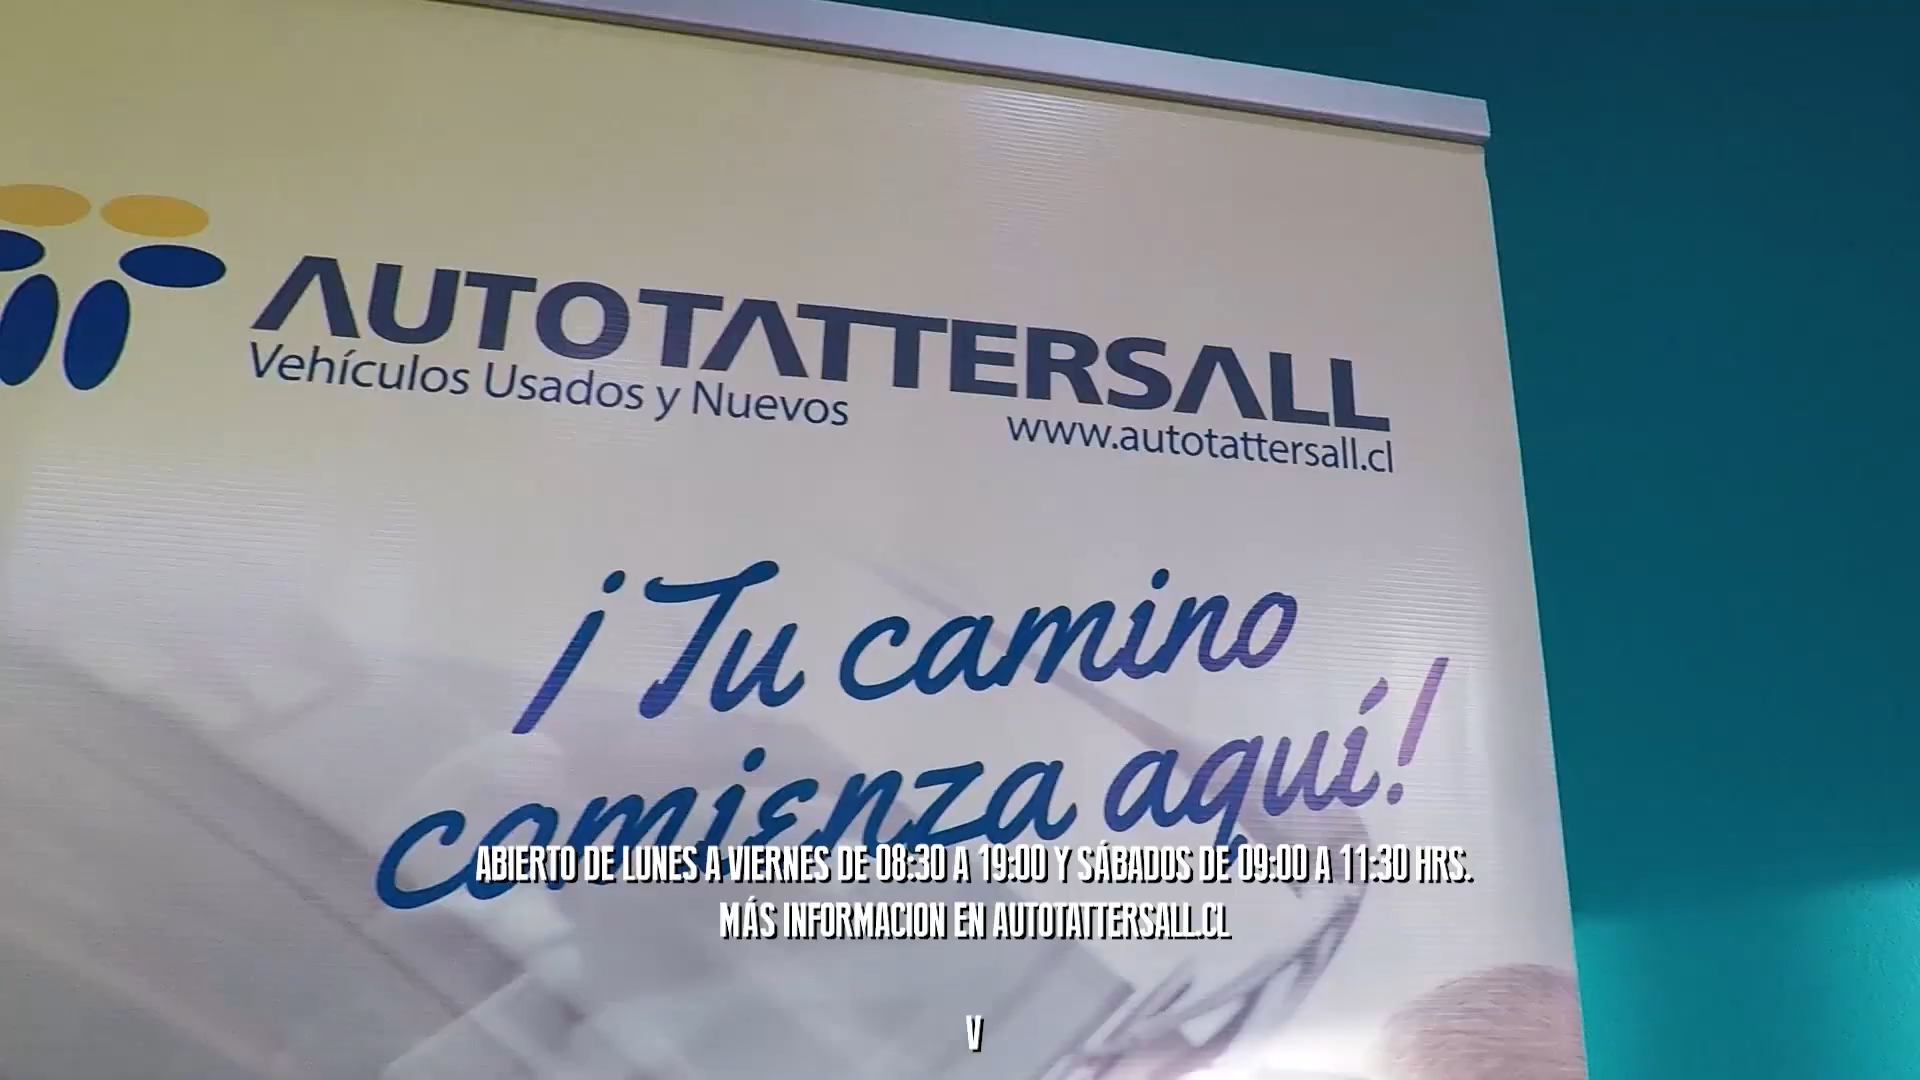 AUTOTATTERSALL
Vehículos Usados y Nuevos
www.autotattersall.cl
¡Tu camino
comienza aquí!
ABIERTO DE LUNES A VIERNES DE 08:30 A 19:00 Y SÁBADOS DE 09:00 A 11:30 HRS.
MÁS INFORMACION EN AUTOTATTERSALL.CL
V